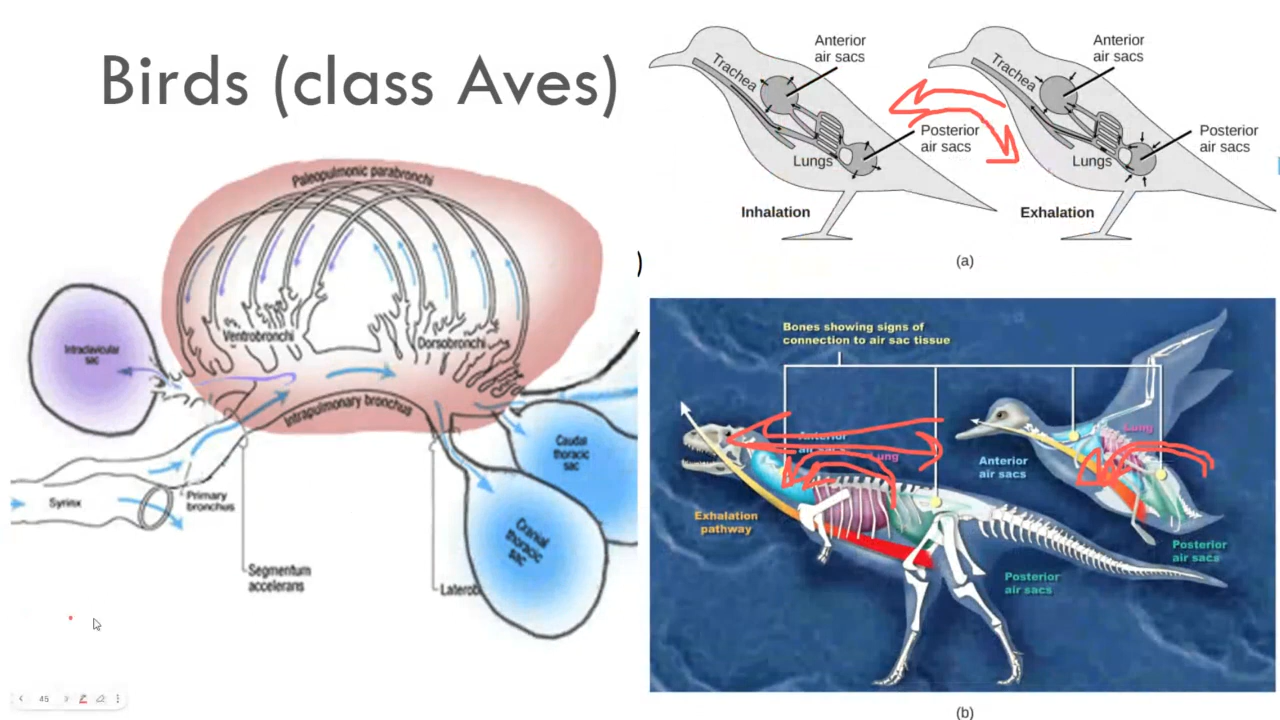 Birds (class Aves)
Paleopulmonic parabronchi
Ventrobronchi
Dorsobronchi
Intraclavicular
sac
Intrapulmonary bronchus
Caudal
thoracic
sac
Syrinx
Primary
bronchus
Cranial
thoracic
sac
Segmentum
accelerans
Laterob
45
)
Anterior
air sacs
Trachea
Posterior
air sacs
Lungs
Inhalation
Anterior
air sacs
Trachea
Posterior
air sacs
Lungs
Exhalation
(a)
Bones showing signs of
connection to air sac tissue
Anterior
air sacs
Lung
Exhalation
pathway
Posterior
air sacs
Anterior
air sacs
Lung
Posterior
air sacs
(b)